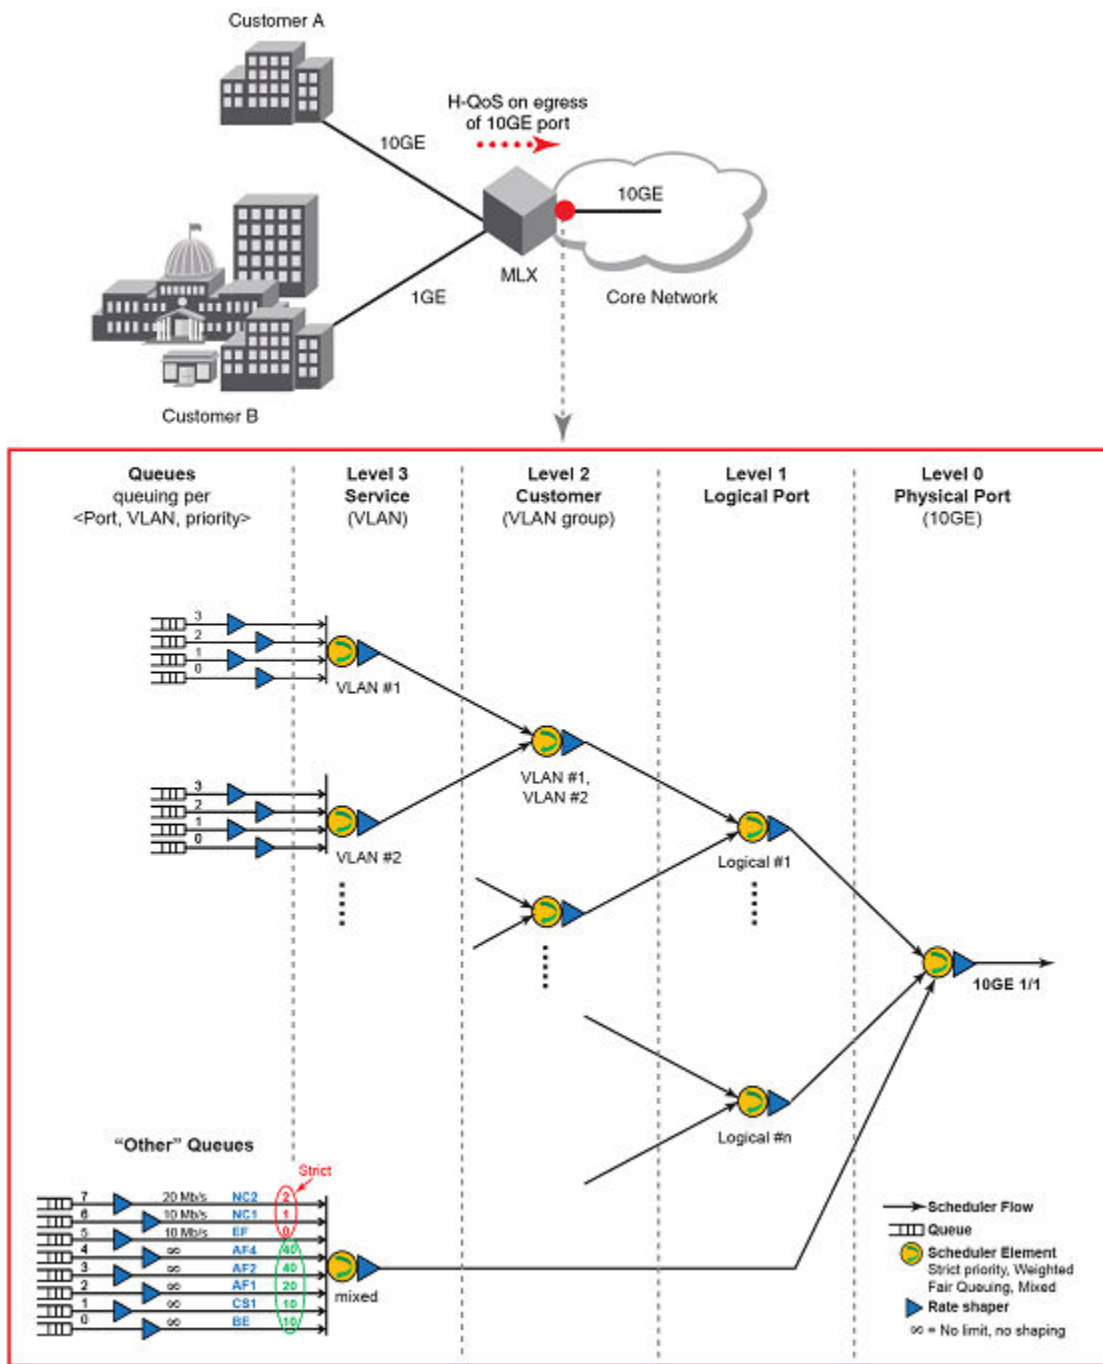 Customer A
H-QoS on egress
of 10GE port
10GE
10GE
MLX
1GE
Core Network
Customer B
Queues
queuing per
<Port, VLAN, priority>
Level 3
Service
(VLAN)
Level 2
Customer
(VLAN group)
Level 1
Logical Port
Level 0
Physical Port
(10GE)
3
2
1
0
VLAN #1
VLAN #1,
VLAN #2
3
2
1
0
VLAN #2
Logical #1
10GE 1/1
Logical #n
"Other" Queues
Strict
7 20 Mb/s NC2 2
6 10 Mb/s NC1 1
5 10 Mb/s EF 0
4 ∞ AF4 40
3 ∞ AF2 40
2 ∞ AF1 20
1 ∞ CS1 10
0 ∞ BE 10
mixed
Scheduler Flow
Queue
Scheduler Element
Strict priority, Weighted
Fair Queuing, Mixed
Rate shaper
∞ = No limit, no shaping